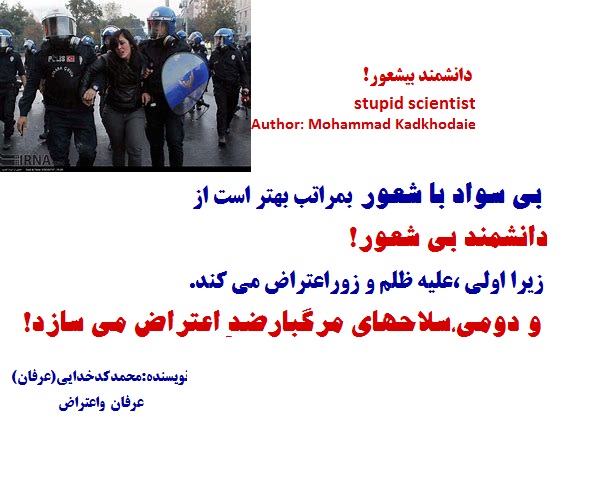 POLIS
IRNA
دانشمند بیشعور!
stupid scientist
Author: Mohammad Kadkhodaie
بی سواد با شعور بمراتب بهتر است از
دانشمند بی شعور!
زیرا اولی ،علیه ظلم و زوراعتراض می کند.
و دومی،سلاحهای مرگبارضدِ اعتراض می سازد!
نویسنده:محمدکدخدایی(عرفان)
عرفان واعتراض